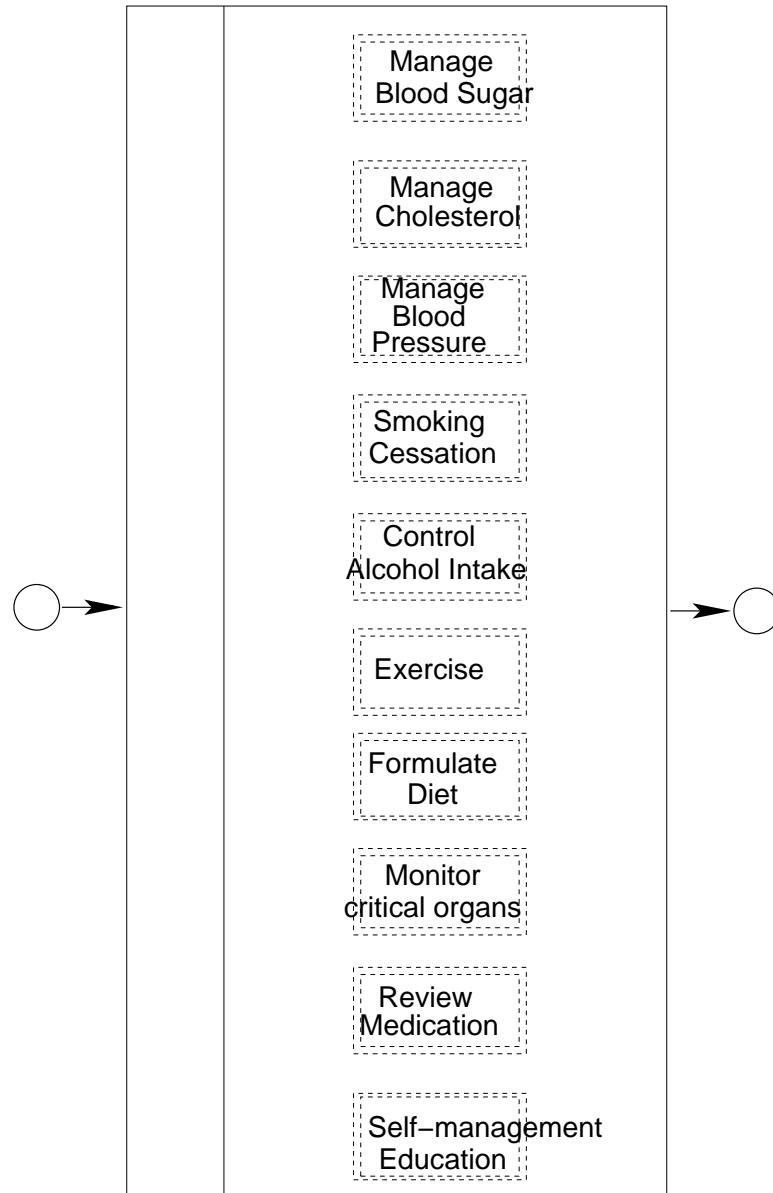 Manage
Blood Sugar
Manage
Cholesterol
Manage
Blood
Pressure
Smoking
Cessation
Control
Alcohol Intake
Exercise
Formulate
Diet
Monitor
critical organs
Review
Medication
Self−management
Education